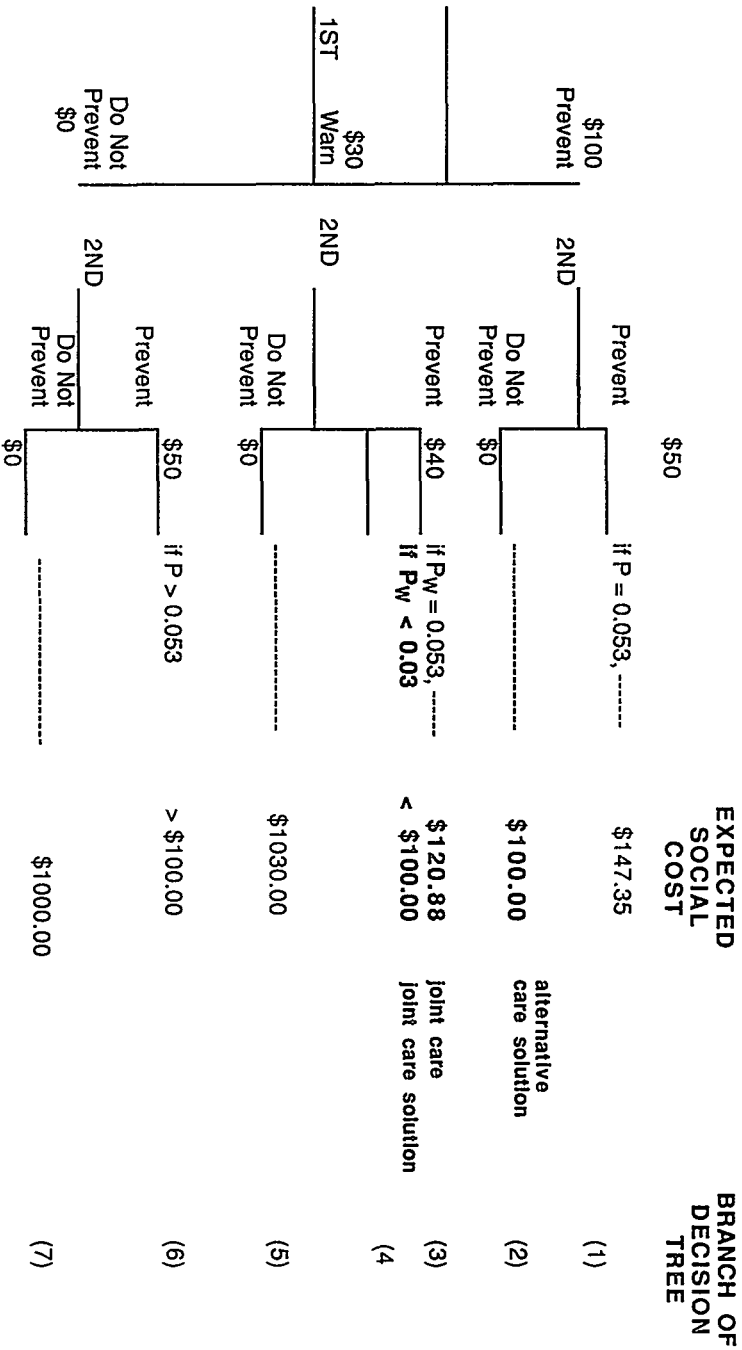 EXPECTED
SOCIAL
COST
BRANCH OF
DECISION
TREE
$50
Prevent if P = 0.053, ------- $147.35 (1)
$100
Prevent
2ND
Do Not
Prevent
$0 ------------------------- $100.00
alternative
care solution
(2)
Prevent $40 if PW = 0.053, ------ $120.88 joint care (3)
if PW < 0.03 < $100.00 joint care solution (4
$30
1ST Warn 2ND
Do Not
Prevent
$0 ------------------------- $1030.00 (5)
Prevent $50 if P > 0.053 > $100.00 (6)
Do Not
Prevent
$0
2ND
Do Not
Prevent
$0 ------------------------- $1000.00 (7)